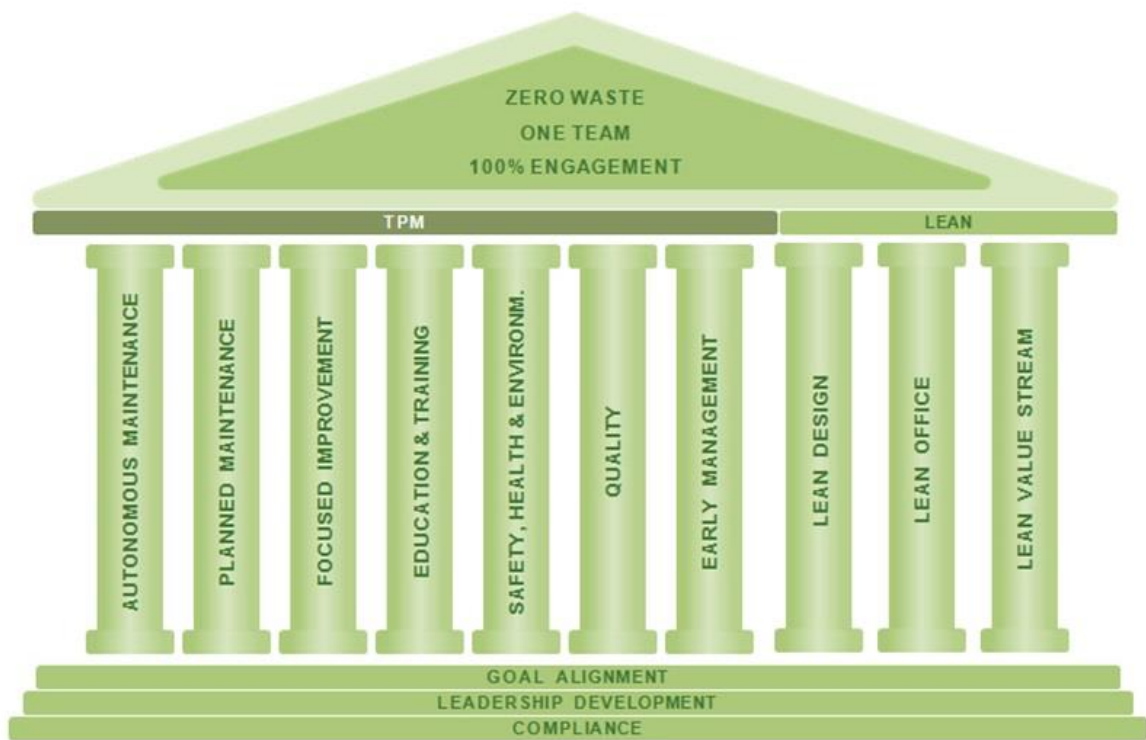 ZERO WASTE
ONE TEAM
100% ENGAGEMENT
TPM
LEAN
AUTONOMOUS MAINTENANCE
PLANNED MAINTENANCE
FOCUSED IMPROVEMENT
EDUCATION & TRAINING
SAFETY, HEALTH & ENVIRONM.
QUALITY
EARLY MANAGEMENT
LEAN DESIGN
LEAN OFFICE
LEAN VALUE STREAM
GOAL ALIGNMENT
LEADERSHIP DEVELOPMENT
COMPLIANCE